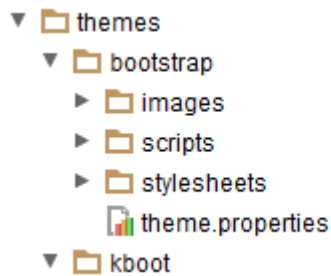 themes
bootstrap
images
scripts
stylesheets
theme.properties
kboot